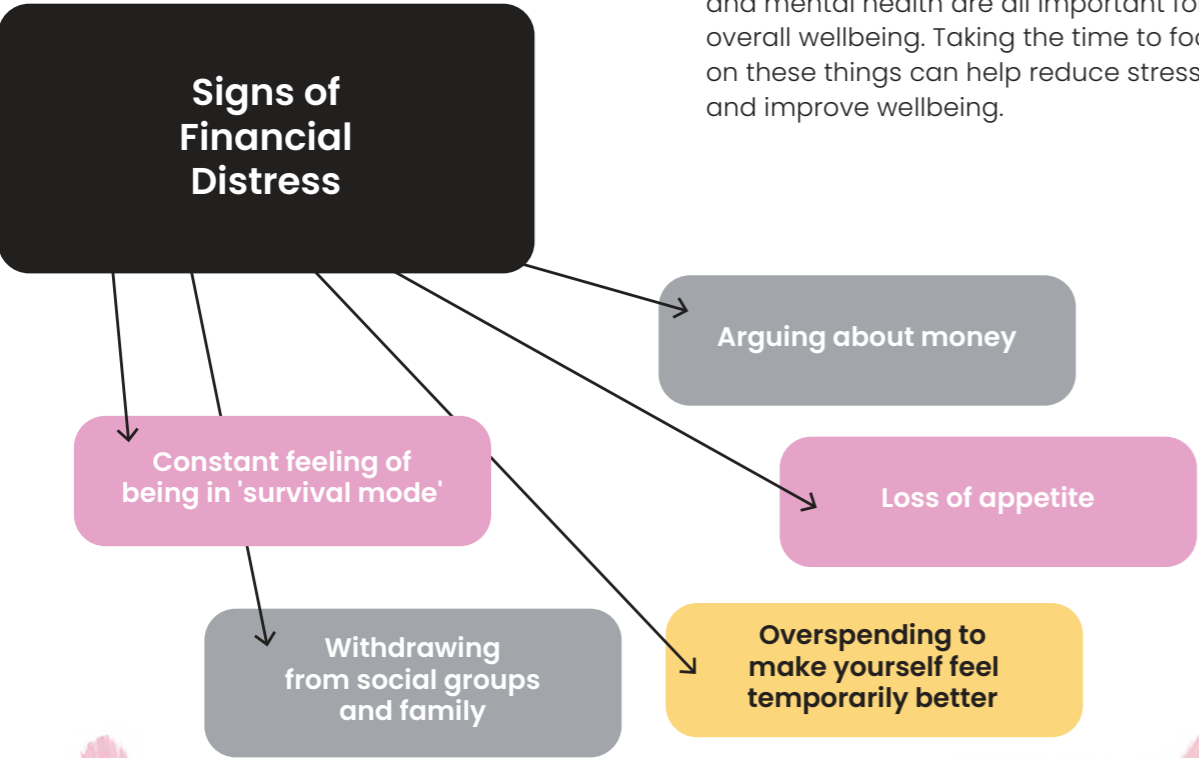 and mental health are all important for
overall wellbeing. Taking the time to
on these things can help reduce stress
and improve wellbeing.
Signs of
Financial
Distress
Arguing about money
Constant feeling of
being in 'survival mode'
Loss of appetite
Withdrawing
from social groups
and family
Overspending to
make yourself feel
temporarily better